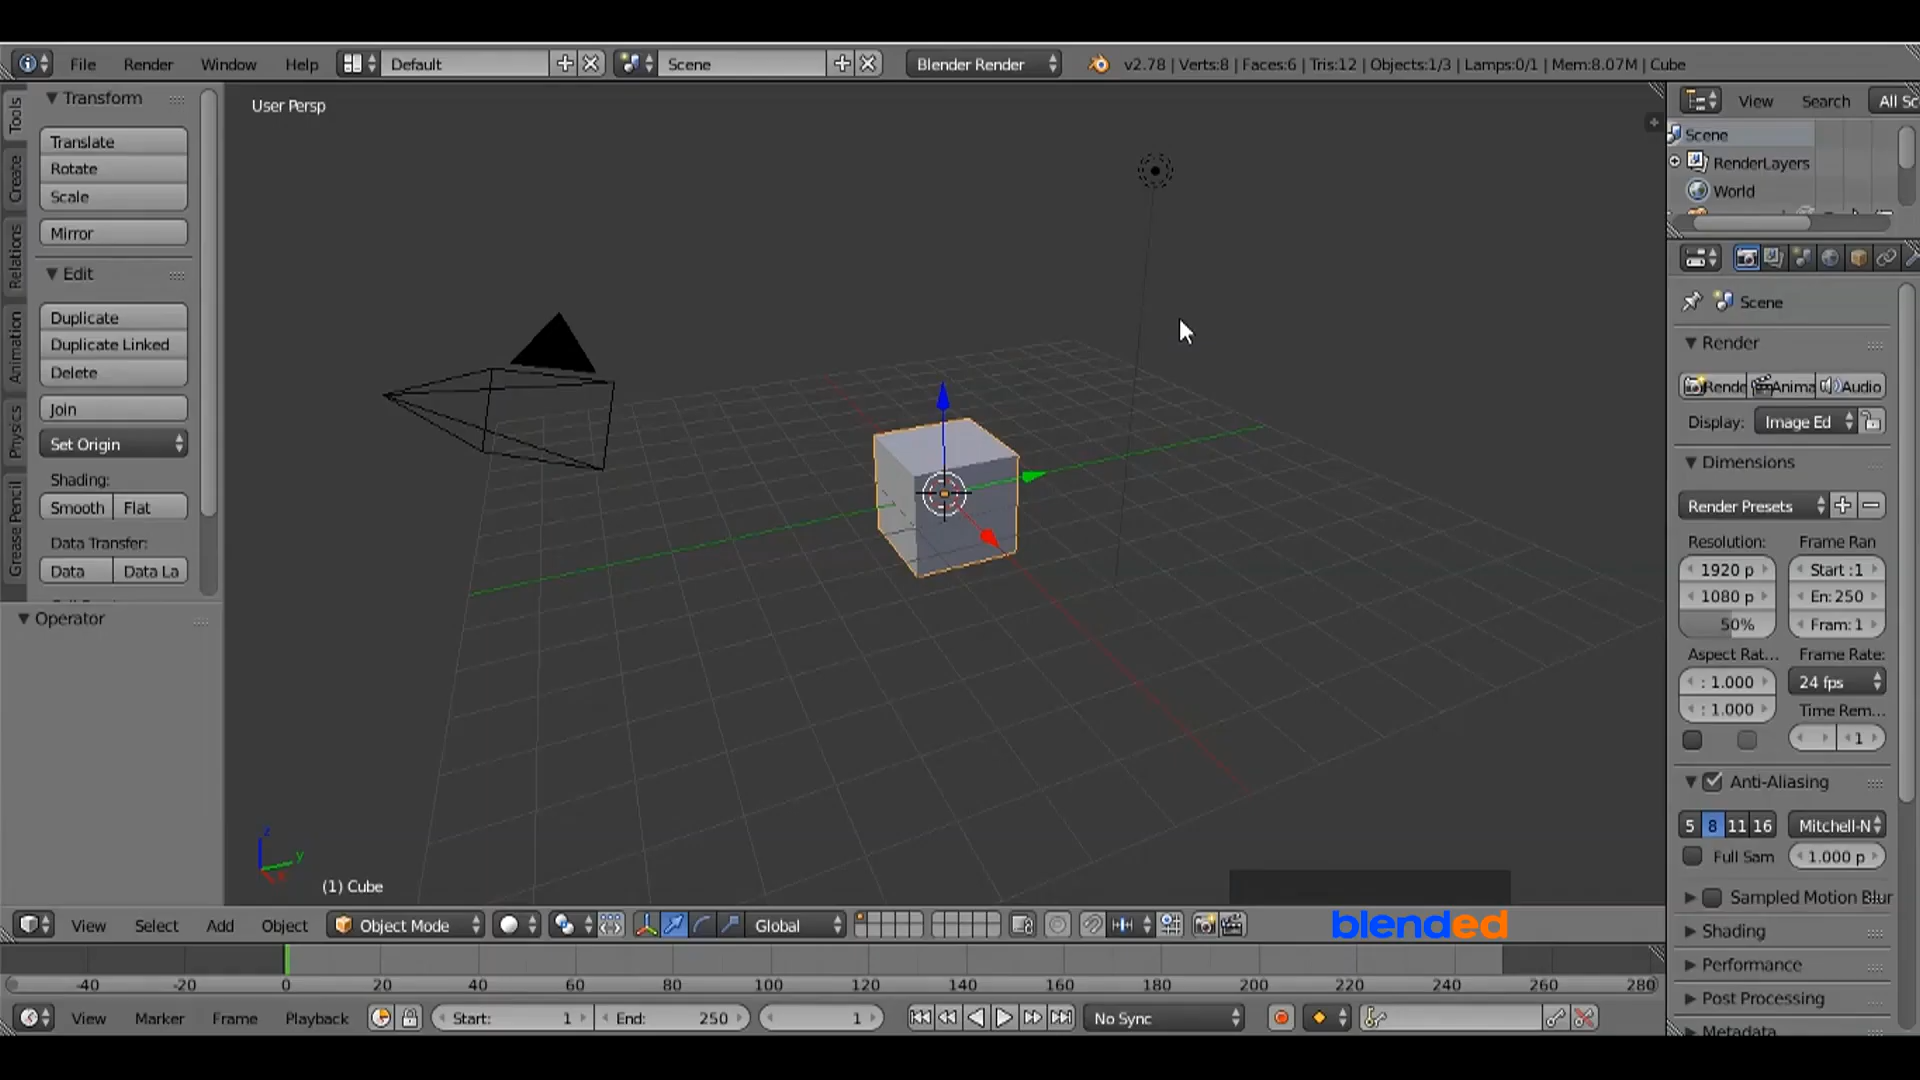 File Render Window Help Default Scene Blender Render v2.78 | Verts:8 | Faces:6 | Tris:12 | Objects:1/3 | Lamps:0/1 | Mem:8.07M | Cube
Tools
Create
Relations
Animation
Physics
Grease Pencil
Transform
Translate
Rotate
Scale
Mirror
Edit
Duplicate
Duplicate Linked
Delete
Join
Set Origin
Shading:
Smooth Flat
Data Transfer:
Data Data La
Operator
User Persp
z
y
x
(1) Cube
View Search All Sc
Scene
RenderLayers
World
Scene
Render
Rende Anima Audio
Display: Image Ed
Dimensions
Render Presets
Resolution: Frame Ran
1920 p Start :1
1080 p En: 250
50% Fram: 1
Aspect Rat... Frame Rate:
: 1.000 24 fps
: 1.000 Time Rem...
1
Anti-Aliasing
5 8 11 16 Mitchell-N
Full Sam 1.000 p
Sampled Motion Blur
Shading
Performance
Post Processing
Metadata
View Select Add Object Object Mode Global blended
-40 -20 0 20 40 60 80 100 120 140 160 180 200 220 240 260 280
View Marker Frame Playback Start: 1 End: 250 1 No Sync